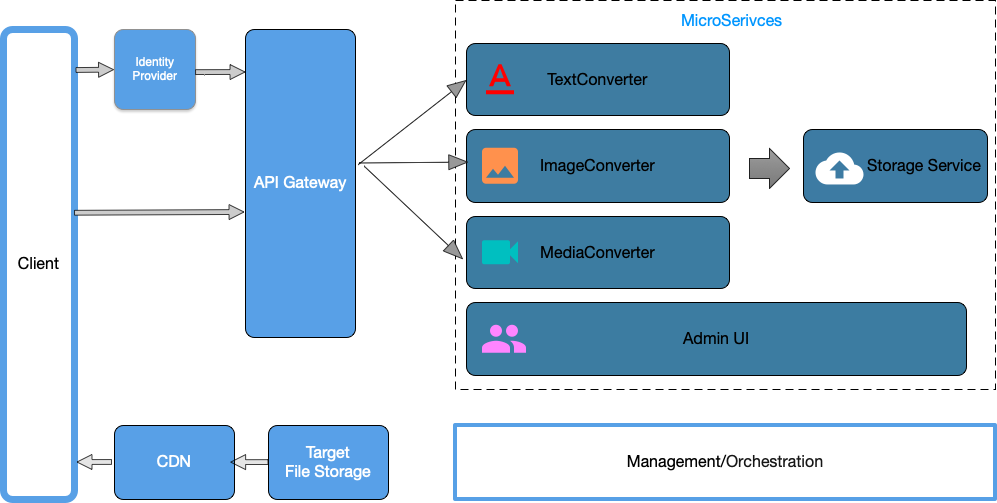 MicroSerivces
Identity
Provider
TextConverter
API Gateway
ImageConverter
Storage Service
Client
MediaConverter
Admin UI
CDN
Target
File Storage
Management/Orchestration